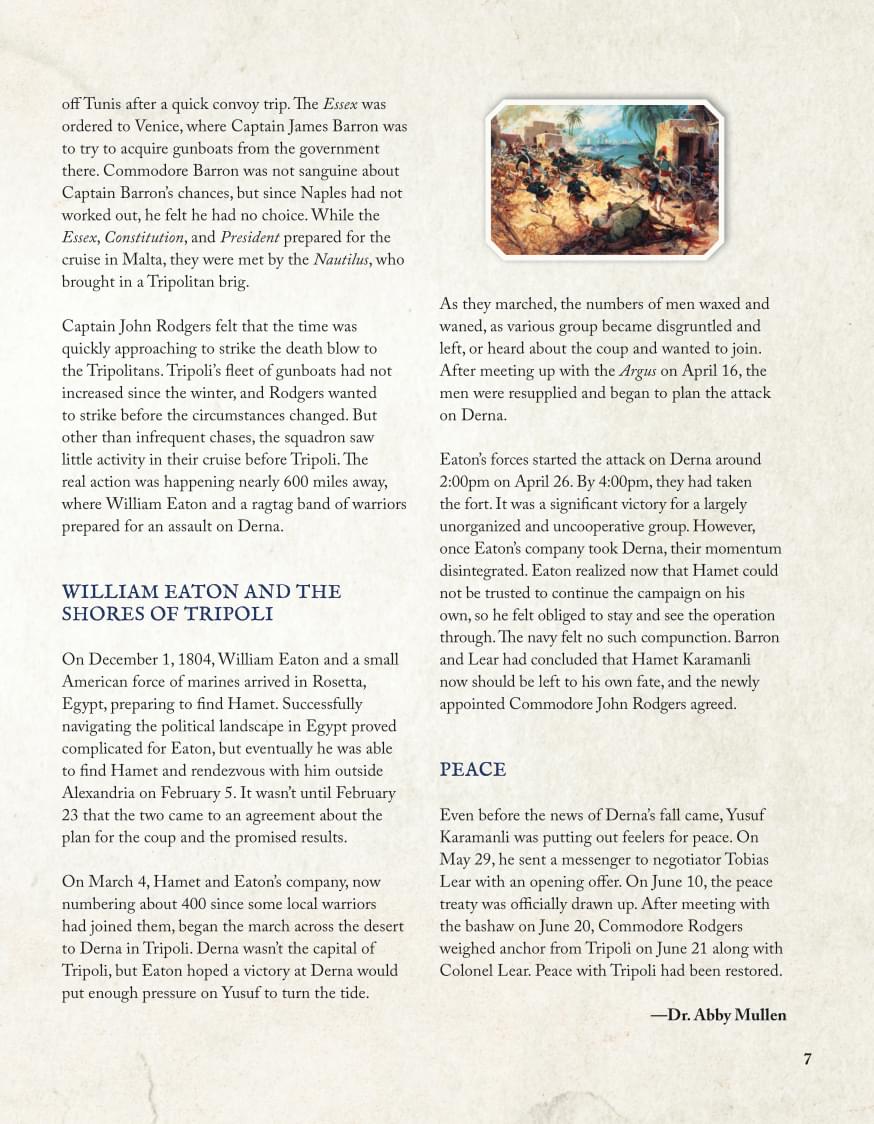 off Tunis after a quick convoy trip. The Essex was
ordered to Venice, where Captain James Barron was
to try to acquire gunboats from the government
there. Commodore Barron was not sanguine about
Captain Barron’s chances, but since Naples had not
worked out, he felt he had no choice. While the
Essex, Constitution, and President prepared for the
cruise in Malta, they were met by the Nautilus, who
brought in a Tripolitan brig.
Captain John Rodgers felt that the time was
quickly approaching to strike the death blow to
the Tripolitans. Tripoli’s fleet of gunboats had not
increased since the winter, and Rodgers wanted
to strike before the circumstances changed. But
other than infrequent chases, the squadron saw
little activity in their cruise before Tripoli. The
real action was happening nearly 600 miles away,
where William Eaton and a ragtag band of warriors
prepared for an assault on Derna.
WILLIAM EATON AND THE
SHORES OF TRIPOLI
On December 1, 1804, William Eaton and a small
American force of marines arrived in Rosetta,
Egypt, preparing to find Hamet. Successfully
navigating the political landscape in Egypt proved
complicated for Eaton, but eventually he was able
to find Hamet and rendezvous with him outside
Alexandria on February 5. It wasn’t until February
23 that the two came to an agreement about the
plan for the coup and the promised results.
On March 4, Hamet and Eaton’s company, now
numbering about 400 since some local warriors
had joined them, began the march across the desert
to Derna in Tripoli. Derna wasn’t the capital of
Tripoli, but Eaton hoped a victory at Derna would
put enough pressure on Yusuf to turn the tide.
As they marched, the numbers of men waxed and
waned, as various group became disgruntled and
left, or heard about the coup and wanted to join.
After meeting up with the Argus on April 16, the
men were resupplied and began to plan the attack
on Derna.
Eaton’s forces started the attack on Derna around
2:00pm on April 26. By 4:00pm, they had taken
the fort. It was a significant victory for a largely
unorganized and uncooperative group. However,
once Eaton’s company took Derna, their momentum
disintegrated. Eaton realized now that Hamet could
not be trusted to continue the campaign on his
own, so he felt obliged to stay and see the operation
through. The navy felt no such compunction. Barron
and Lear had concluded that Hamet Karamanli
now should be left to his own fate, and the newly
appointed Commodore John Rodgers agreed.
PEACE
Even before the news of Derna’s fall came, Yusuf
Karamanli was putting out feelers for peace. On
May 29, he sent a messenger to negotiator Tobias
Lear with an opening offer. On June 10, the peace
treaty was officially drawn up. After meeting with
the bashaw on June 20, Commodore Rodgers
weighed anchor from Tripoli on June 21 along with
Colonel Lear. Peace with Tripoli had been restored.
—Dr. Abby Mullen
7